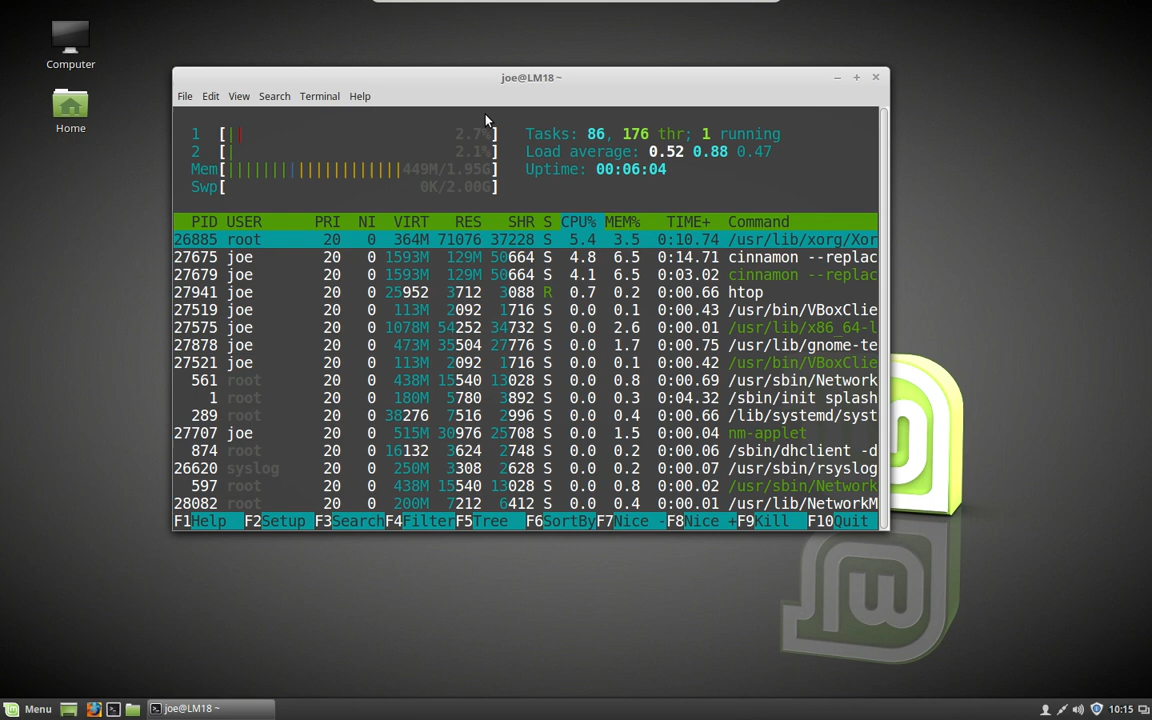 Computer
Home
joe@LM18 ~
File Edit View Search Terminal Help
1 [|| 2.7%] Tasks: 86, 176 thr; 1 running
2 [| 2.1%] Load average: 0.52 0.88 0.47
Mem[||||||||||||||||||||449M/1.95G] Uptime: 00:06:04
Swp[ 0K/2.00G]
PID USER PRI NI VIRT RES SHR S CPU% MEM% TIME+ Command
26885 root 20 0 364M 71076 37228 S 5.4 3.5 0:10.74 /usr/lib/xorg/Xor
27675 joe 20 0 1593M 129M 50664 S 4.8 6.5 0:14.71 cinnamon --replac
27679 joe 20 0 1593M 129M 50664 S 4.1 6.5 0:03.02 cinnamon --replac
27941 joe 20 0 25952 3712 3088 R 0.7 0.2 0:00.66 htop
27519 joe 20 0 113M 2092 1716 S 0.0 0.1 0:00.43 /usr/bin/VBoxClie
27575 joe 20 0 1078M 54252 34732 S 0.0 2.6 0:00.01 /usr/lib/x86_64-l
27878 joe 20 0 473M 35504 27776 S 0.0 1.7 0:00.75 /usr/lib/gnome-te
27521 joe 20 0 113M 2092 1716 S 0.0 0.1 0:00.42 /usr/bin/VBoxClie
561 root 20 0 438M 15540 13028 S 0.0 0.8 0:00.69 /usr/sbin/Network
1 root 20 0 180M 5780 3892 S 0.0 0.3 0:04.32 /sbin/init splash
289 root 20 0 38276 7516 2996 S 0.0 0.4 0:00.66 /lib/systemd/syst
27707 joe 20 0 515M 30976 25708 S 0.0 1.5 0:00.04 nm-applet
874 root 20 0 16132 3624 2748 S 0.0 0.2 0:00.06 /sbin/dhclient -d
26620 syslog 20 0 250M 3308 2628 S 0.0 0.2 0:00.07 /usr/sbin/rsyslog
597 root 20 0 438M 15540 13028 S 0.0 0.8 0:00.02 /usr/sbin/Network
28082 root 20 0 200M 7212 6412 S 0.0 0.4 0:00.01 /usr/lib/NetworkM
F1Help F2Setup F3SearchF4FilterF5Tree F6SortByF7Nice -F8Nice +F9Kill F10Quit
Menu joe@LM18 ~ 10:15